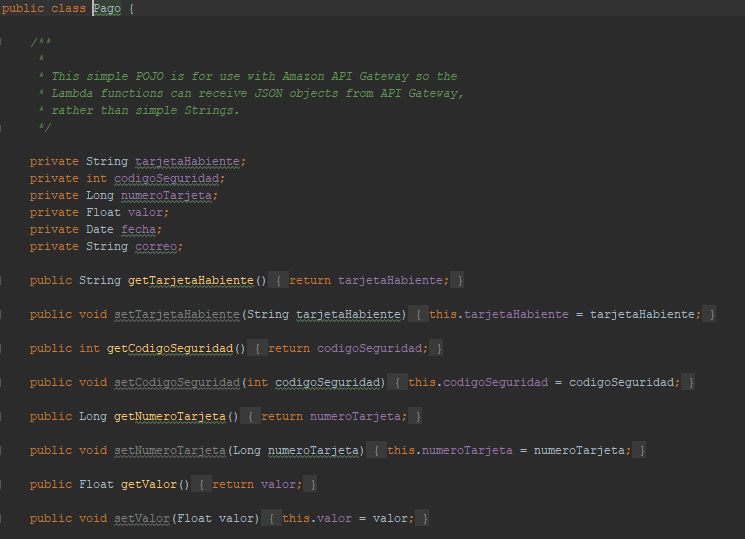 public class Pago {
/**
*
* This simple POJO is for use with Amazon API Gateway so the
* Lambda functions can receive JSON objects from API Gateway,
* rather than simple Strings.
*/
private String tarjetaHabiente;
private int codigoSeguridad;
private Long numeroTarjeta;
private Float valor;
private Date fecha;
private String correo;
public String getTarjetaHabiente() { return tarjetaHabiente; }
public void setTarjetaHabiente(String tarjetaHabiente) { this.tarjetaHabiente = tarjetaHabiente; }
public int getCodigoSeguridad() { return codigoSeguridad; }
public void setCodigoSeguridad(int codigoSeguridad) { this.codigoSeguridad = codigoSeguridad; }
public Long getNumeroTarjeta() { return numeroTarjeta; }
public void setNumeroTarjeta(Long numeroTarjeta) { this.numeroTarjeta = numeroTarjeta; }
public Float getValor() { return valor; }
public void setValor(Float valor) { this.valor = valor; }